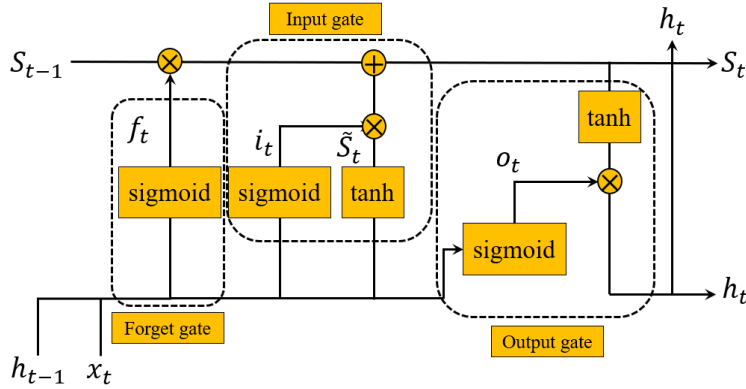 Input gate
h_t
S_{t-1}
S_t
f_t
i_t
S̃_t
tanh
o_t
sigmoid
sigmoid
tanh
sigmoid
Forget gate
Output gate
h_t
h_{t-1}
x_t